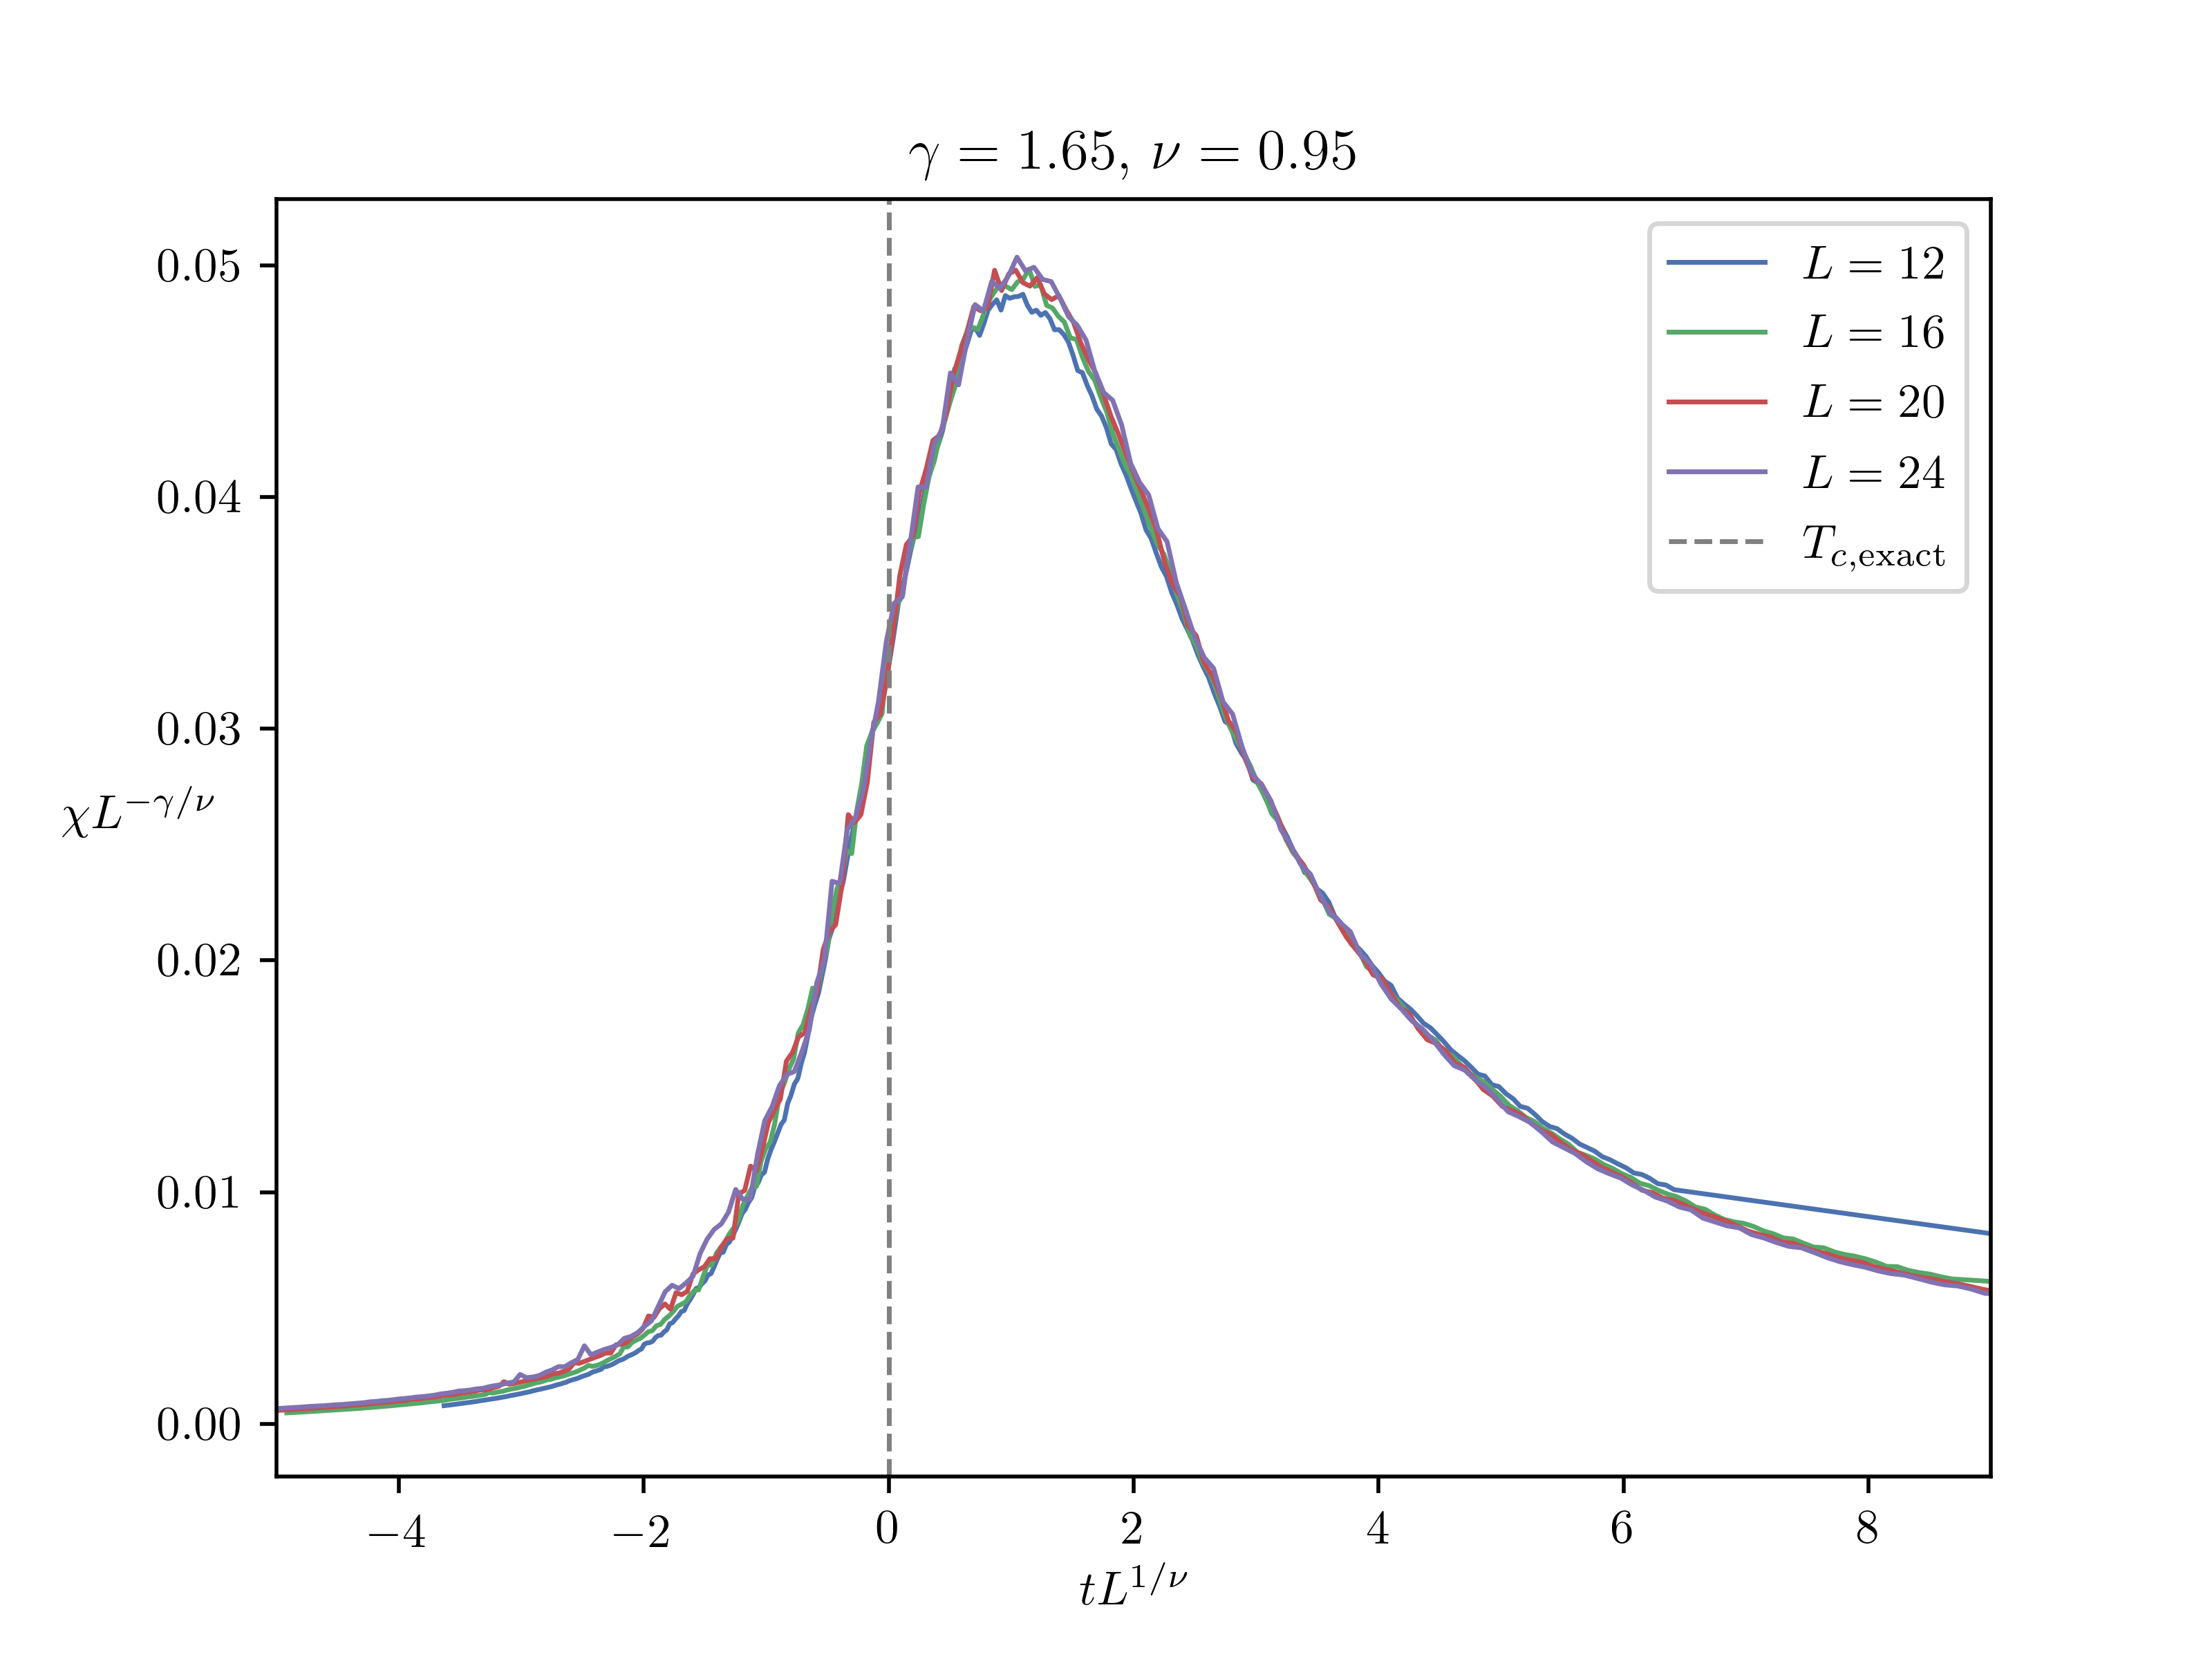 γ = 1.65, ν = 0.95
0.05
0.04
0.03
0.02
0.01
0.00
χL^{−γ/ν}
L = 12
L = 16
L = 20
L = 24
T_{c,exact}
−4 −2 0 2 4 6 8
tL^{1/ν}